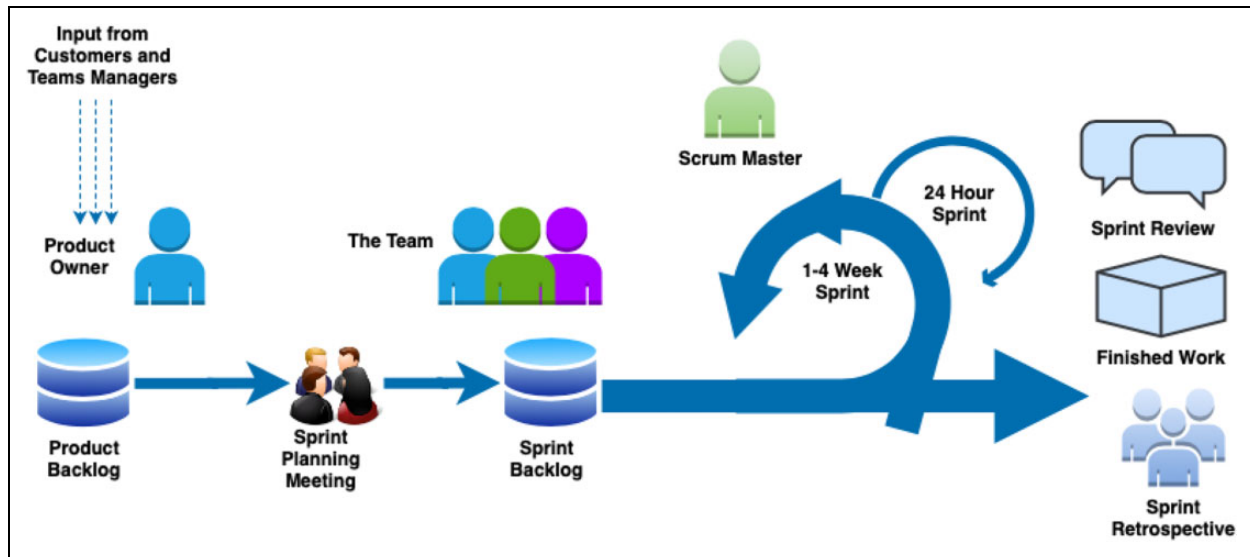 Input from
Customers and
Teams Managers
Product
Owner
The Team
Scrum Master
24 Hour
Sprint
1-4 Week
Sprint
Sprint Review
Finished Work
Product
Backlog
Sprint
Planning
Meeting
Sprint
Backlog
Sprint
Retrospective